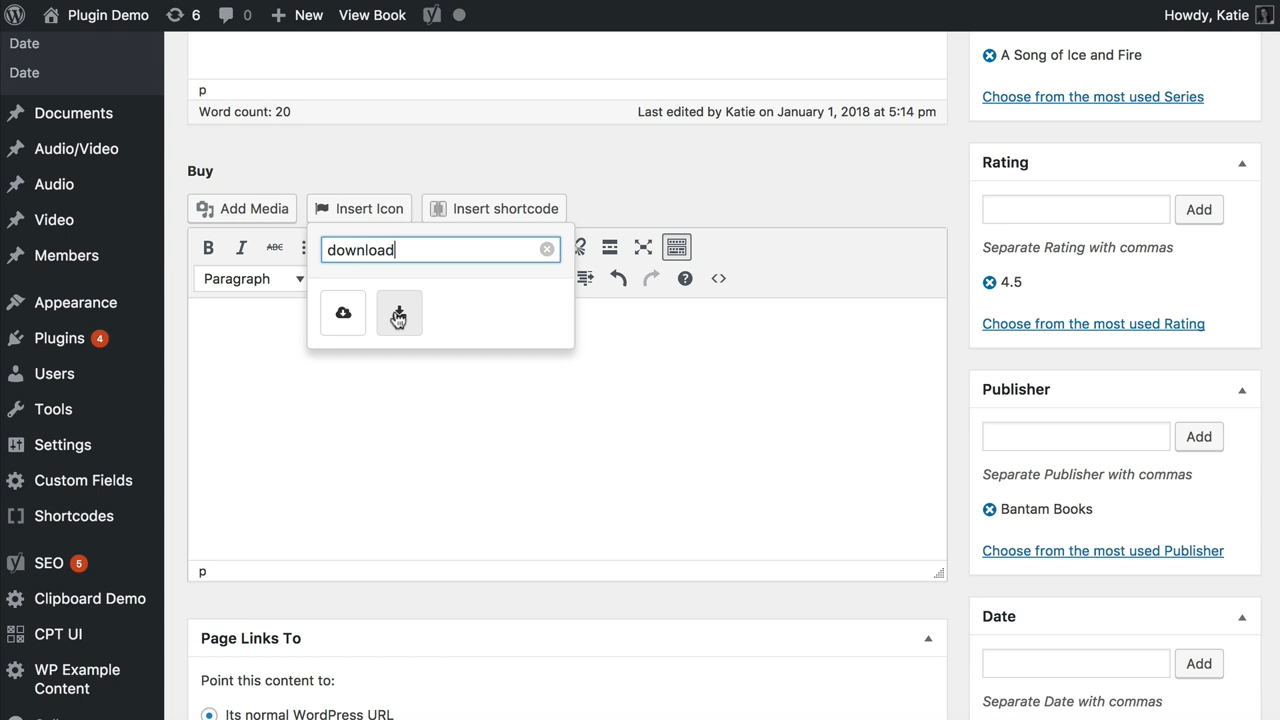 Plugin Demo
6
0
New
View Book
Howdy, Katie
Date
Date
Documents
Audio/Video
Audio
Video
Members
Appearance
Plugins 4
Users
Tools
Settings
Custom Fields
Shortcodes
SEO 5
Clipboard Demo
CPT UI
WP Example
Content
p
Word count: 20
Last edited by Katie on January 1, 2018 at 5:14 pm
Buy
Add Media
Insert Icon
Insert shortcode
B I ABC
download
Paragraph
p
Page Links To
Point this content to:
Its normal WordPress URL
A Song of Ice and Fire
Choose from the most used Series
Rating
Add
Separate Rating with commas
4.5
Choose from the most used Rating
Publisher
Add
Separate Publisher with commas
Bantam Books
Choose from the most used Publisher
Date
Add
Separate Date with commas